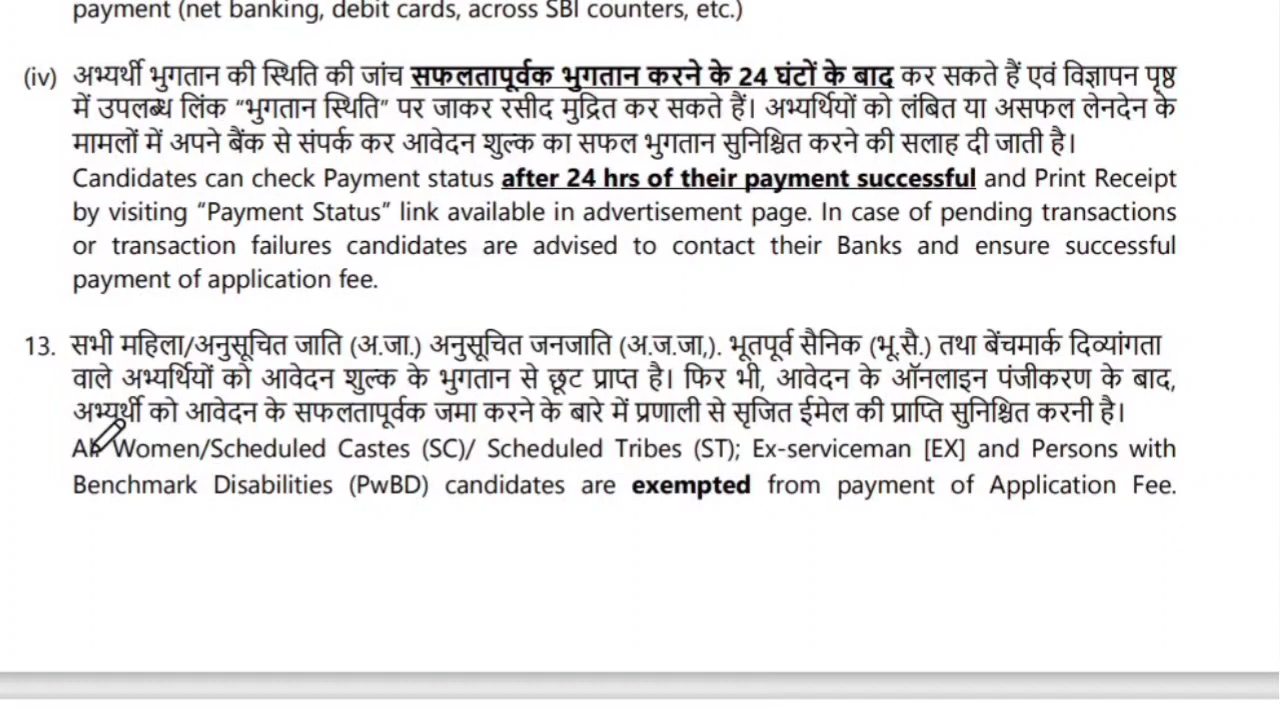 payment (net banking, debit cards, across SBI counters, etc.)
(iv) अभ्यर्थी भुगतान की स्थिति की जांच सफलतापूर्वक भुगतान करने के 24 घंटों के बाद कर सकते हैं एवं विज्ञापन पृष्ठ
में उपलब्ध लिंक “भुगतान स्थिति” पर जाकर रसीद मुद्रित कर सकते हैं। अभ्यर्थियों को लंबित या असफल लेनदेन के
मामलों में अपने बैंक से संपर्क कर आवेदन शुल्क का सफल भुगतान सुनिश्चित करने की सलाह दी जाती है।
Candidates can check Payment status after 24 hrs of their payment successful and Print Receipt
by visiting “Payment Status” link available in advertisement page. In case of pending transactions
or transaction failures candidates are advised to contact their Banks and ensure successful
payment of application fee.
13. सभी महिला/अनुसूचित जाति (अ.जा.) अनुसूचित जनजाति (अ.ज.जा,). भूतपूर्व सैनिक (भू.सै.) तथा बेंचमार्क दिव्यांगता
वाले अभ्यर्थियों को आवेदन शुल्क के भुगतान से छूट प्राप्त है। फिर भी, आवेदन के ऑनलाइन पंजीकरण के बाद,
अभ्यर्थी को आवेदन के सफलतापूर्वक जमा करने के बारे में प्रणाली से सृजित ईमेल की प्राप्ति सुनिश्चित करनी है।
All Women/Scheduled Castes (SC)/ Scheduled Tribes (ST); Ex-serviceman [EX] and Persons with
Benchmark Disabilities (PwBD) candidates are exempted from payment of Application Fee.